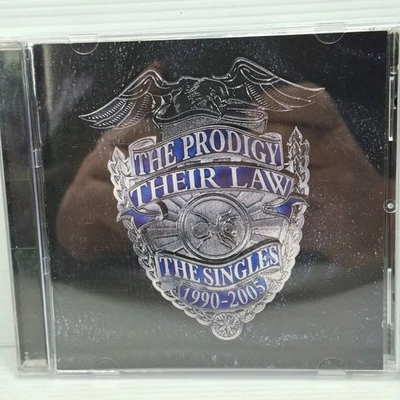 THE PRODIGY
THEIR LAW
THE SINGLES
1990-2005